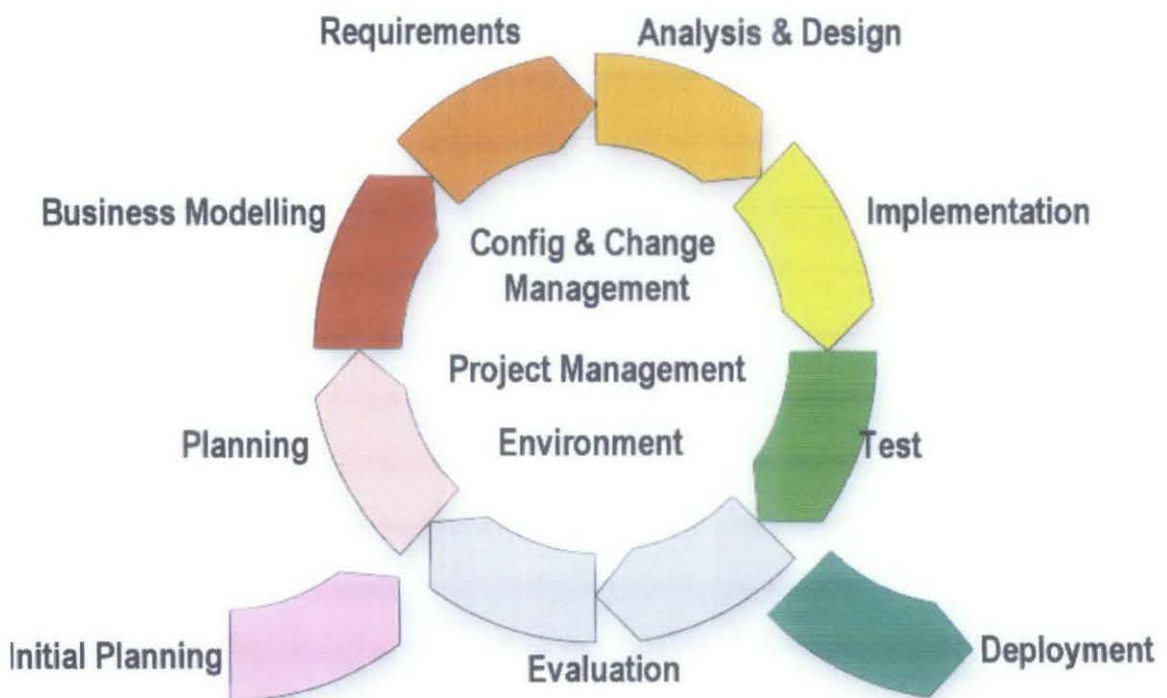 Requirements
Analysis & Design
Business Modelling
Implementation
Config & Change
Management
Project Management
Planning
Environment
Test
Initial Planning
Evaluation
Deployment